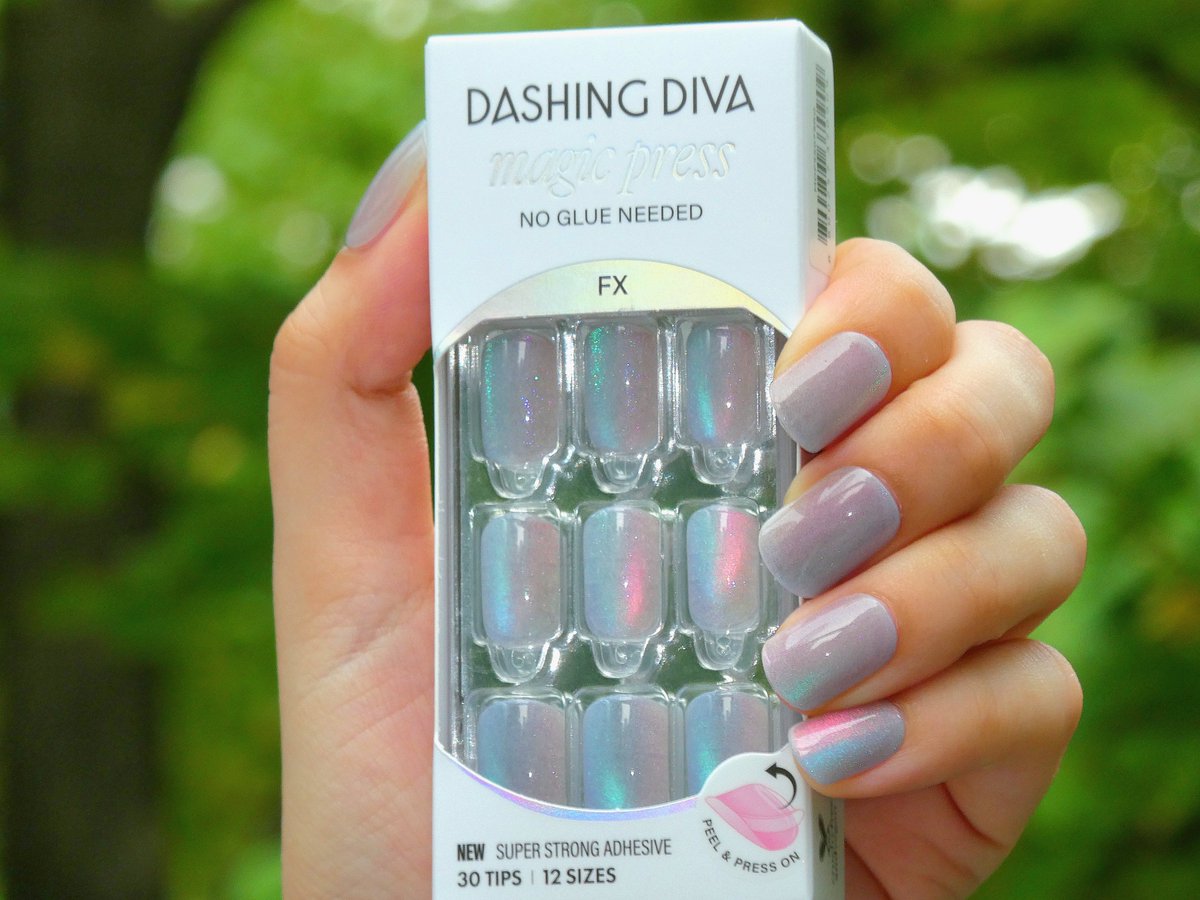 DASHING DIVA
magic press
NO GLUE NEEDED
FX
PEEL & PRESS ON
NEW SUPER STRONG ADHESIVE
30 TIPS | 12 SIZES